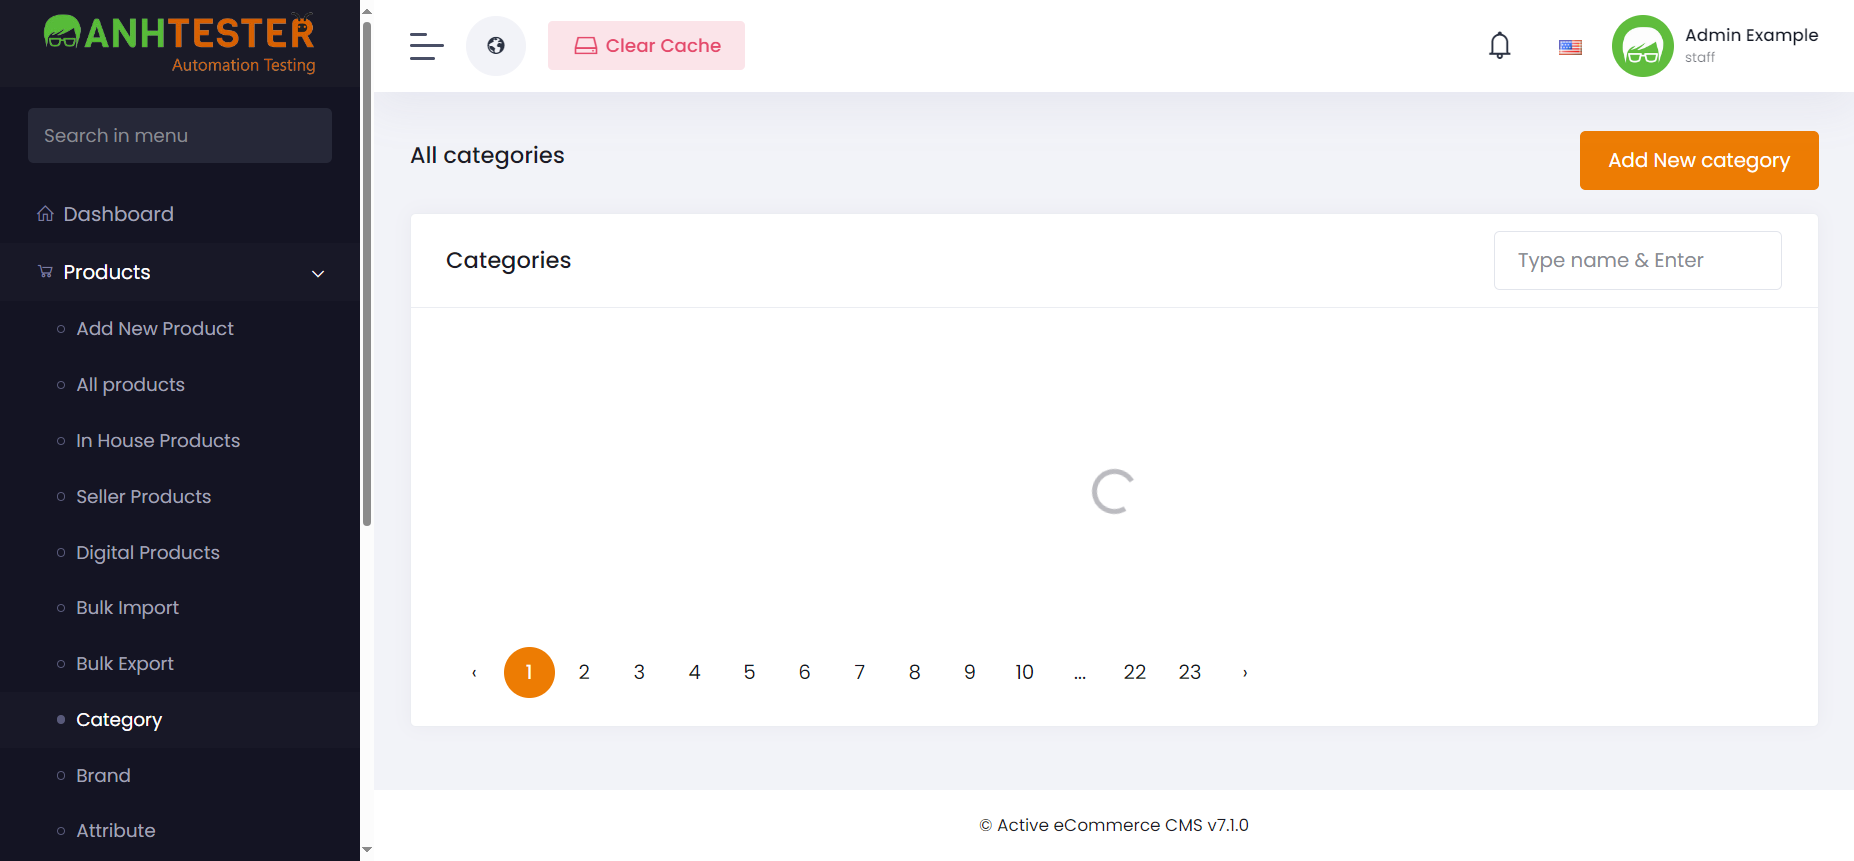 ANHTESTER
Automation Testing
Search in menu
Dashboard
Products
Add New Product
All products
In House Products
Seller Products
Digital Products
Bulk Import
Bulk Export
Category
Brand
Attribute
Clear Cache
Admin Example
staff
All categories
Add New category
Categories
Type name & Enter
‹ 1 2 3 4 5 6 7 8 9 10 ... 22 23 ›
© Active eCommerce CMS v7.1.0